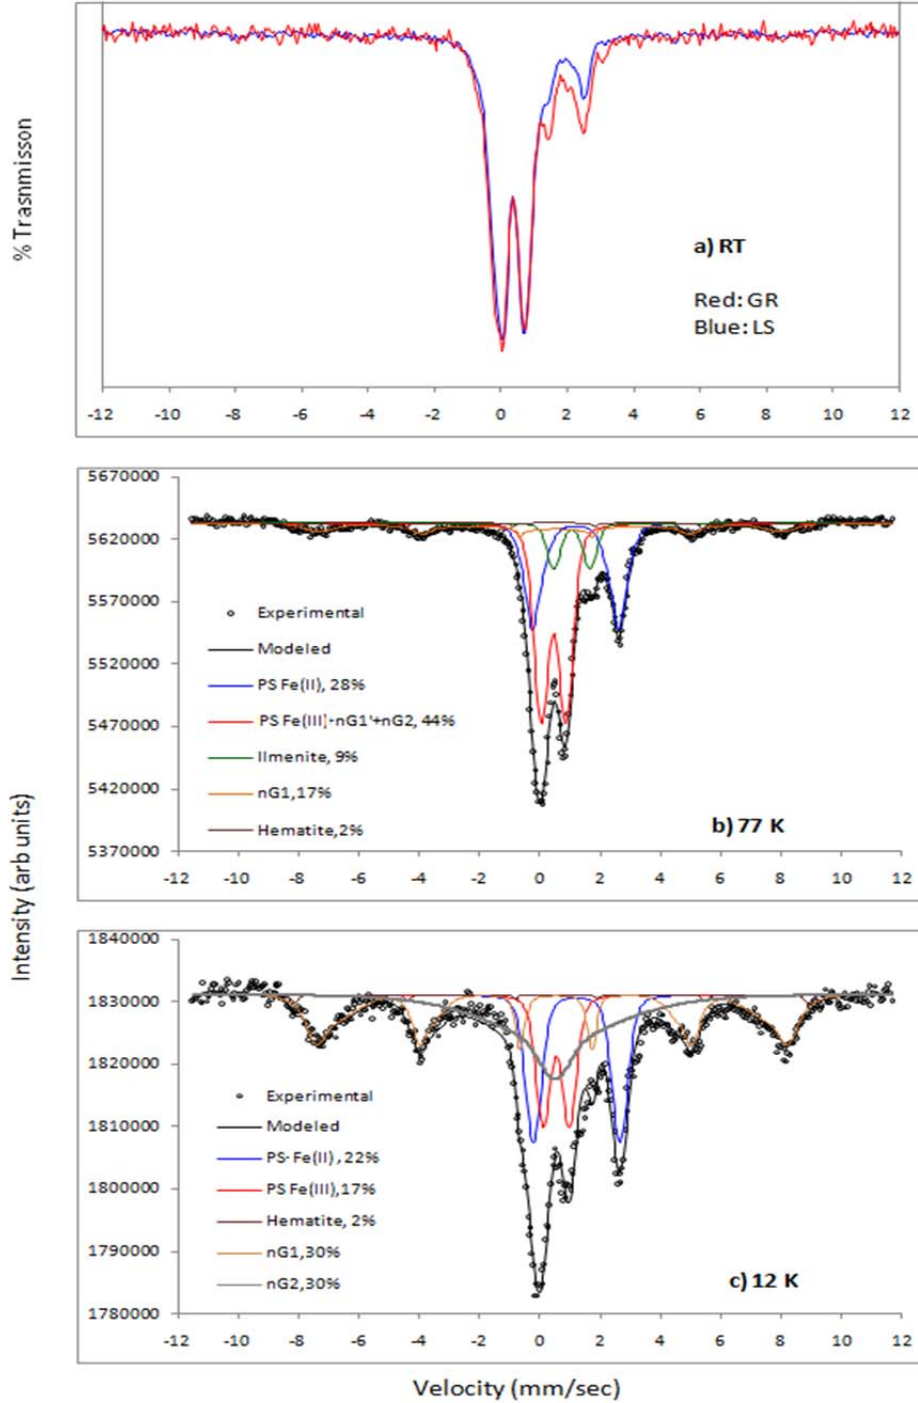 % Trasnmisson
a) RT
Red: GR
Blue: LS
-12 -10 -8 -6 -4 -2 0 2 4 6 8 10 12
5670000
5620000
5570000
5520000
5470000
5420000
5370000
Experimental
Modeled
PS Fe(II), 28%
PS Fe(III)+nG1'+nG2, 44%
Ilmenite, 9%
nG1,17%
Hematite,2%
b) 77 K
-12 -10 -8 -6 -4 -2 0 2 4 6 8 10 12
Intensity (arb units)
1840000
1830000
1820000
1810000
1800000
1790000
1780000
Experimental
Modeled
PS- Fe(II) , 22%
PS Fe(III),17%
Hematite, 2%
nG1,30%
nG2,30%
c) 12 K
-12 -10 -8 -6 -4 -2 0 2 4 6 8 10 12
Velocity (mm/sec)